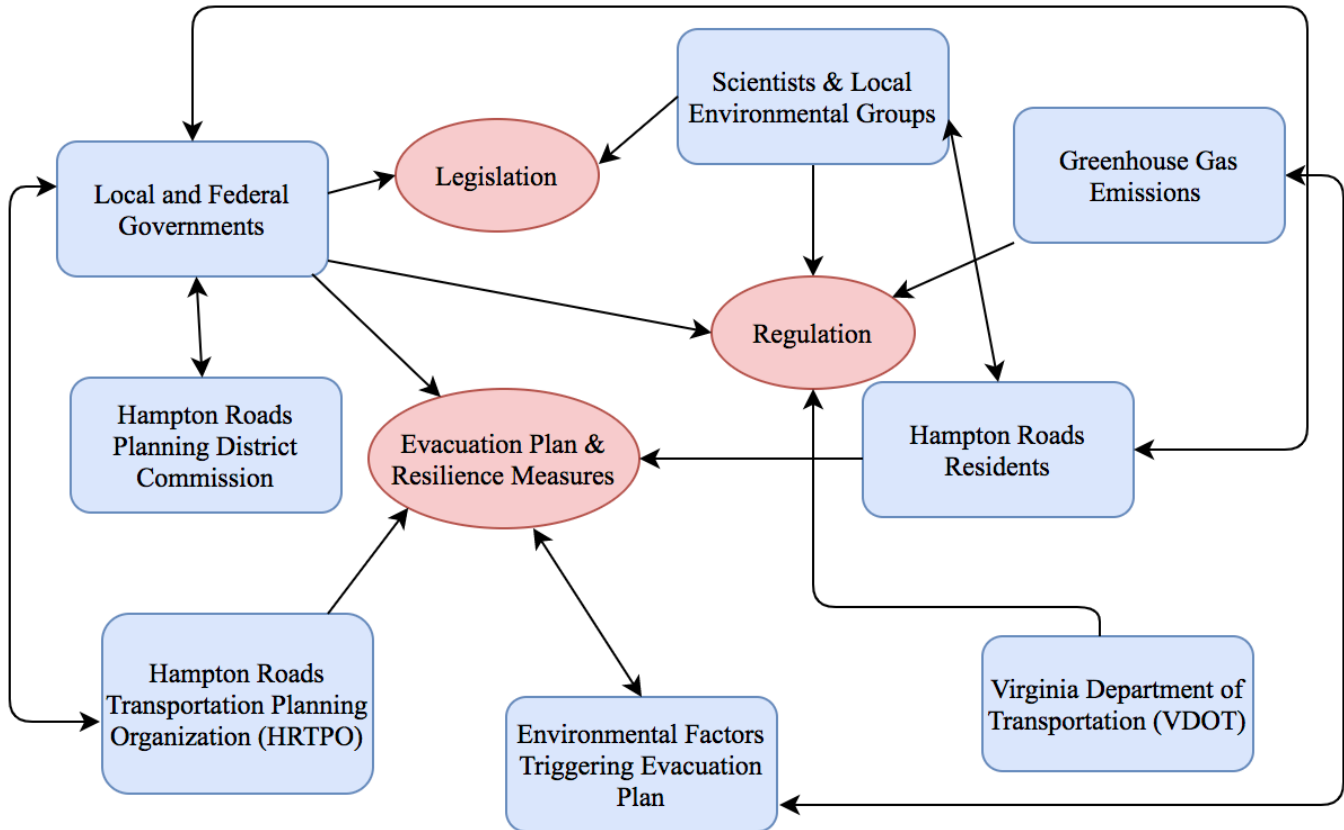 Scientists & Local
Environmental Groups
Legislation
Greenhouse Gas
Emissions
Local and Federal
Governments
Regulation
Hampton Roads
Planning District
Commission
Evacuation Plan &
Resilience Measures
Hampton Roads
Residents
Hampton Roads
Transportation Planning
Organization (HRTPO)
Environmental Factors
Triggering Evacuation
Plan
Virginia Department of
Transportation (VDOT)